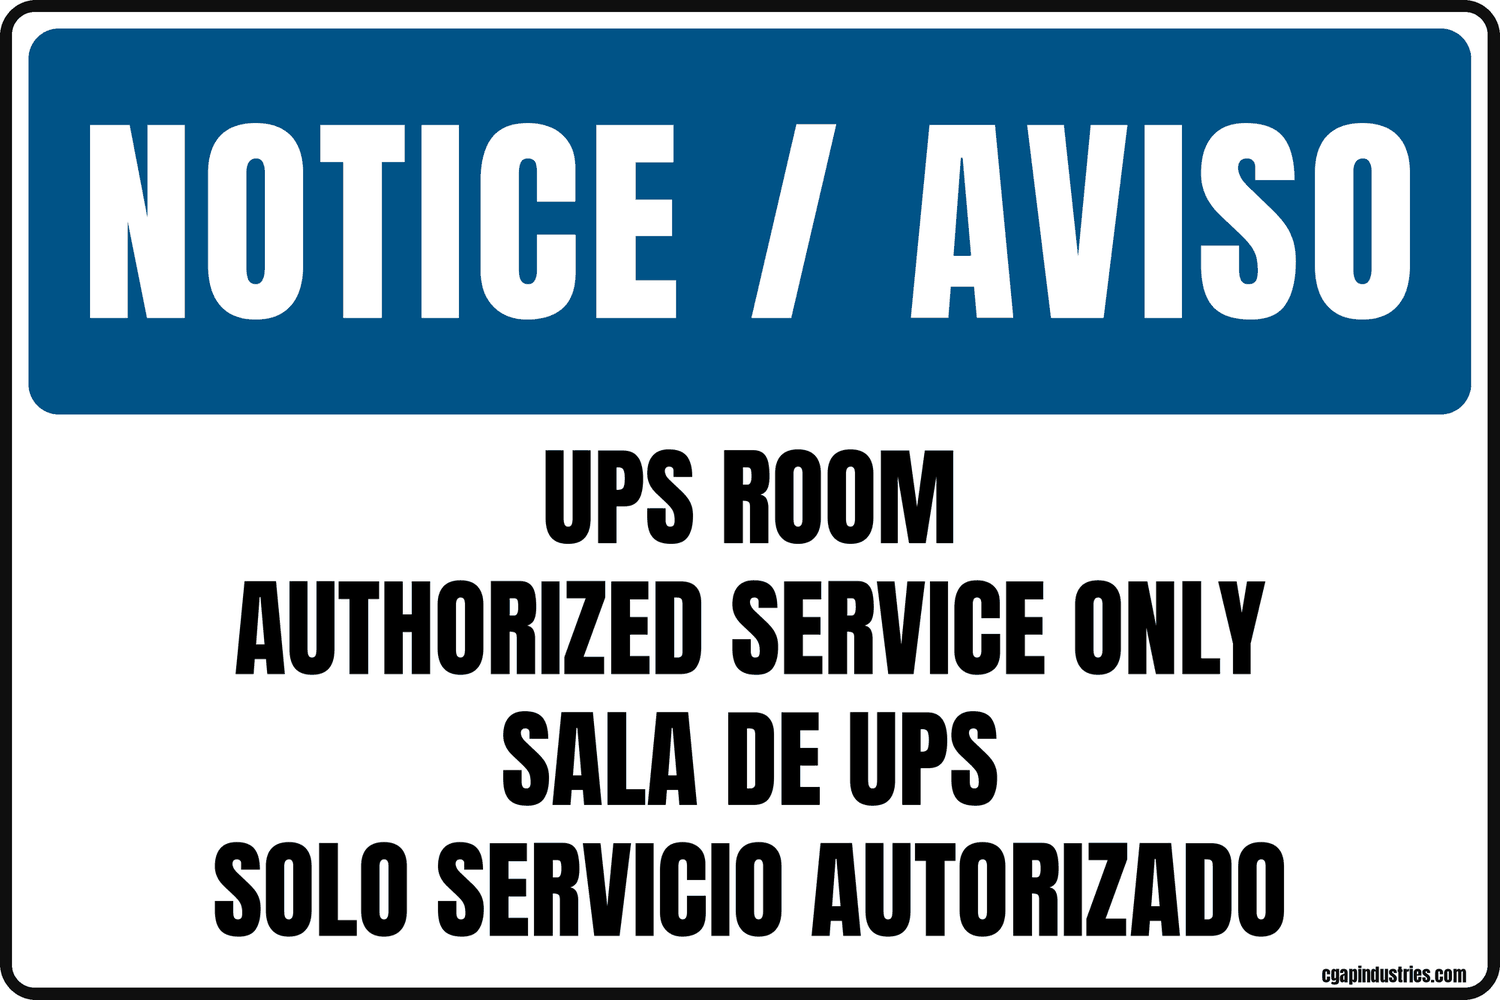 NOTICE / AVISO
UPS ROOM
AUTHORIZED SERVICE ONLY
SALA DE UPS
SOLO SERVICIO AUTORIZADO
cgapindustries.com